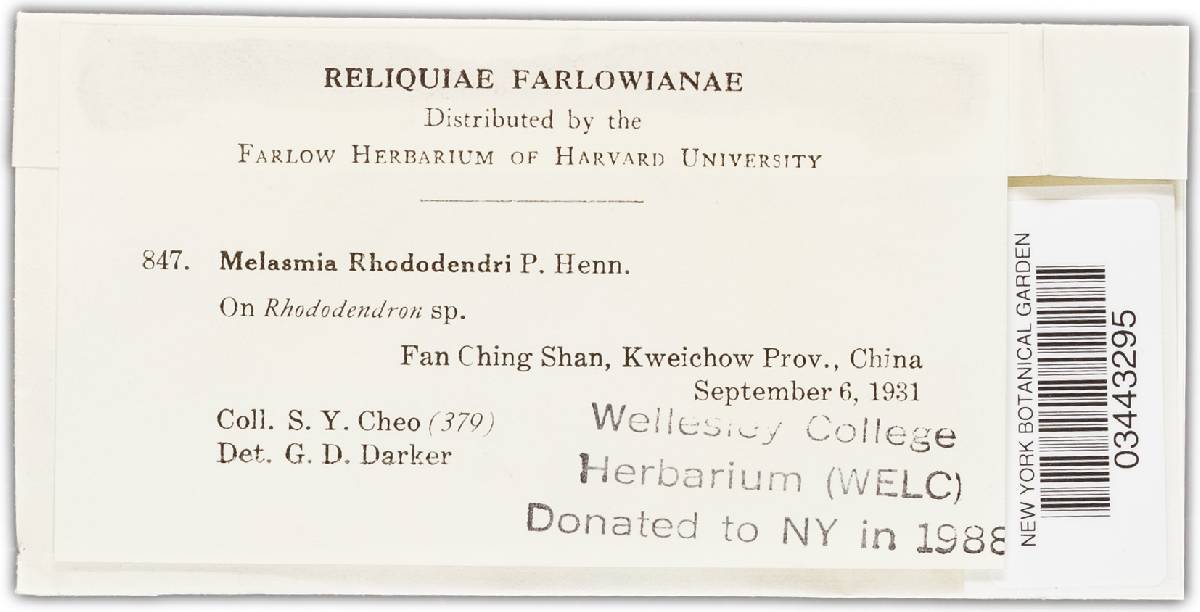 RELIQUIAE FARLOWIANAE
Distributed by the
FARLOW HERBARIUM OF HARVARD UNIVERSITY
847. Melasmia Rhododendri P. Henn.
On Rhododendron sp.
Fan Ching Shan, Kweichow Prov., China
September 6, 1931
Coll. S. Y. Cheo (379)
Det. G. D. Darker
Wellesley College
Herbarium (WELC)
Donated to NY in 1988
NEW YORK BOTANICAL GARDEN
03443295